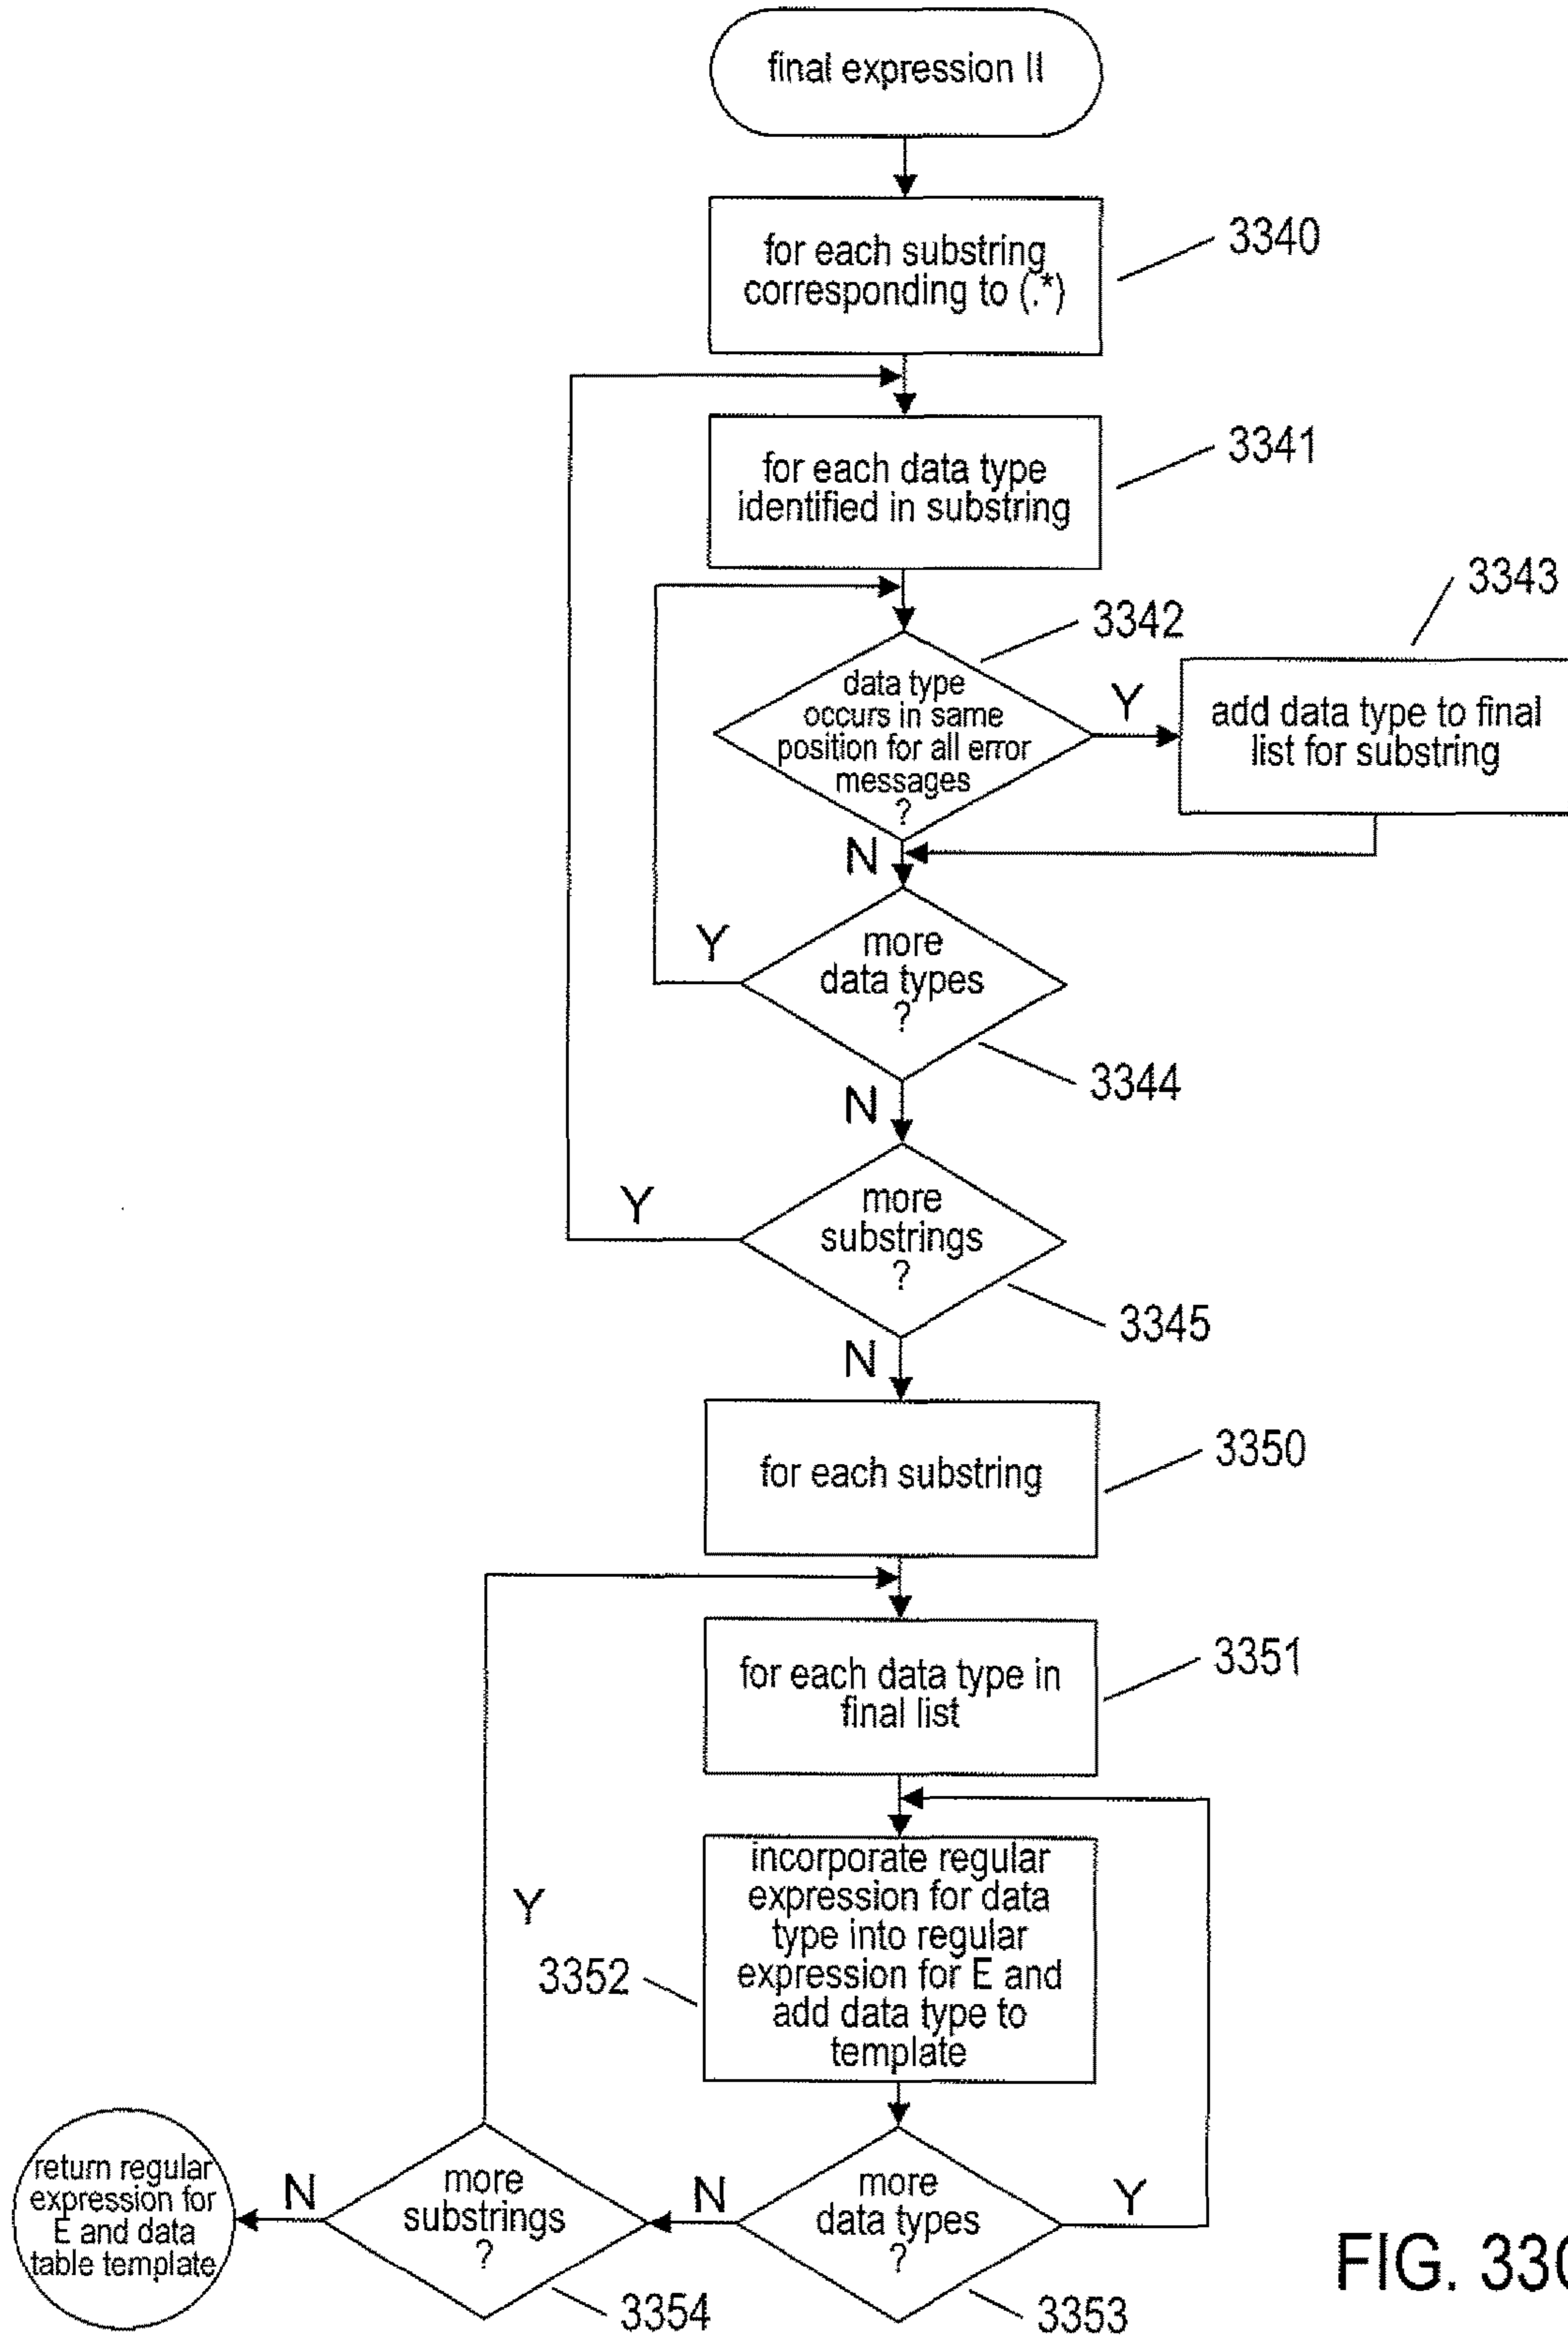 final expression II
for each substring
corresponding to (.*)
3340
for each data type
identified in substring
3341
data type
occurs in same
position for all error
messages
?
3342
Y
add data type to final
list for substring
3343
N
more
data types
?
Y
3344
N
more
substrings
?
Y
3345
N
for each substring
3350
for each data type in
final list
3351
incorporate regular
expression for data
type into regular
expression for E and
add data type to
template
3352
Y
more
data types
?
Y
3353
N
more
substrings
?
3354
N
return regular
expression for
E and data
table template
FIG.